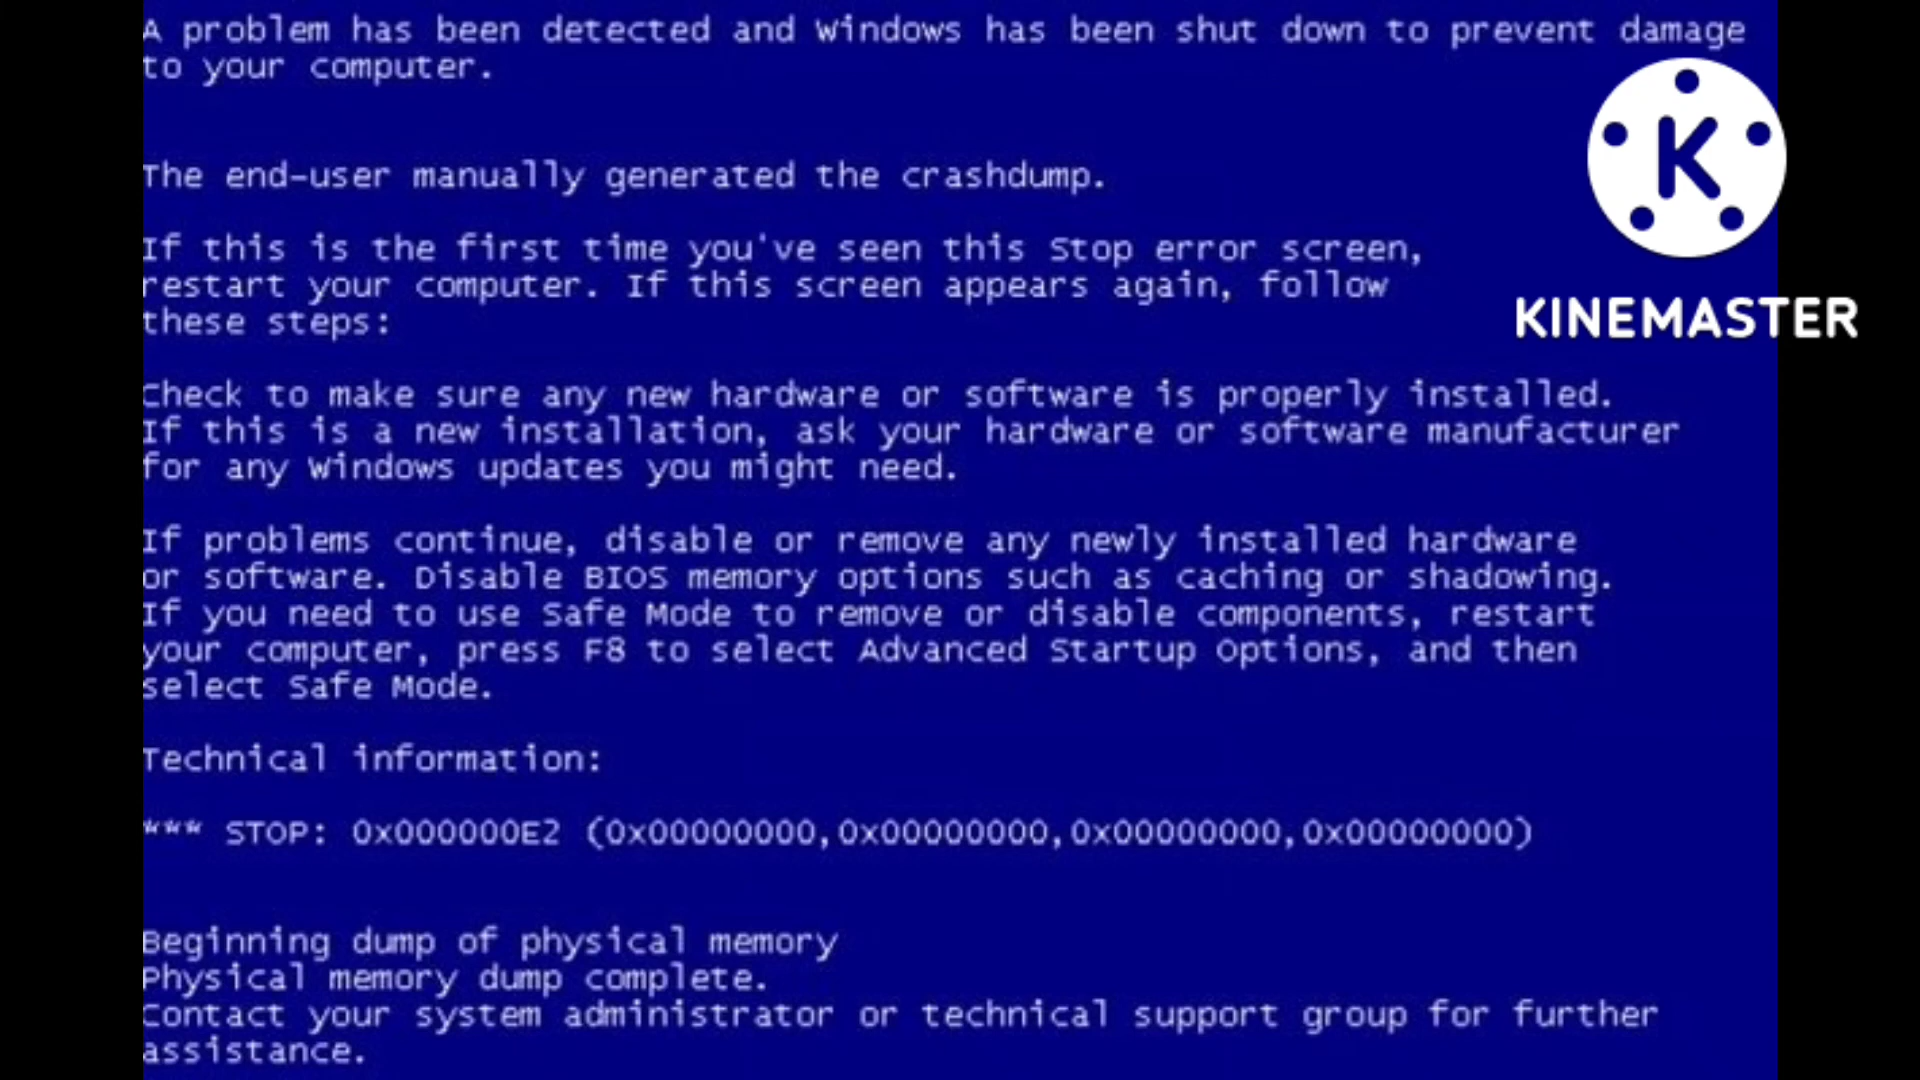 A problem has been detected and Windows has been shut down to prevent damage
to your computer.
The end-user manually generated the crashdump.
If this is the first time you've seen this Stop error screen,
restart your computer. If this screen appears again, follow
these steps:
Check to make sure any new hardware or software is properly installed.
If this is a new installation, ask your hardware or software manufacturer
for any Windows updates you might need.
If problems continue, disable or remove any newly installed hardware
or software. Disable BIOS memory options such as caching or shadowing.
If you need to use Safe Mode to remove or disable components, restart
your computer, press F8 to select Advanced Startup Options, and then
select Safe Mode.
Technical information:
*** STOP: 0x000000E2 (0x00000000,0x00000000,0x00000000,0x00000000)
Beginning dump of physical memory
Physical memory dump complete.
Contact your system administrator or technical support group for further
assistance.
K
KINEMASTER